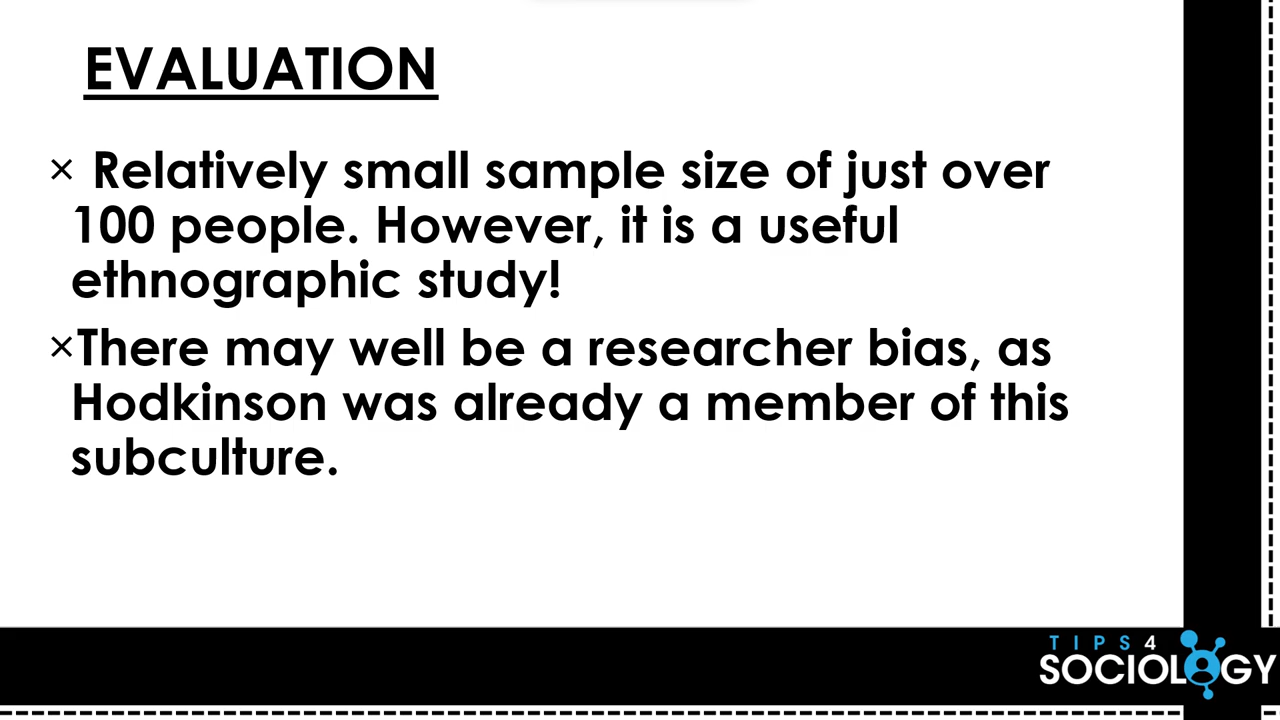 EVALUATION
× Relatively small sample size of just over
100 people. However, it is a useful
ethnographic study!
×There may well be a researcher bias, as
Hodkinson was already a member of this
subculture.
TIPS4
SOCIOLOGY